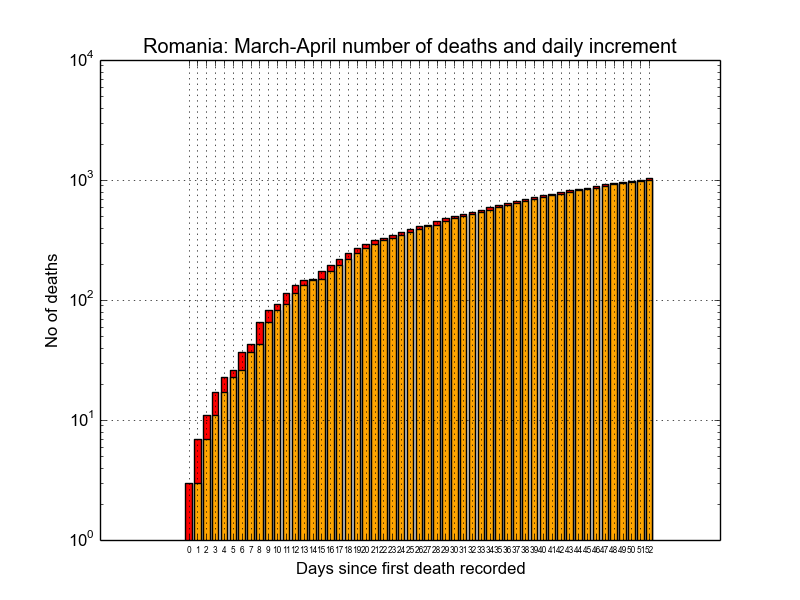 Romania: March-April number of deaths and daily increment
10^4
10^3
10^2
10^1
10^0
No of deaths
0 1 2 3 4 5 6 7 8 9 10 11 12 13 14 15 16 17 18 19 20 21 22 23 24 25 26 27 28 29 30 31 32 33 34 35 36 37 38 39 40 41 42 43 44 45 46 47 48 49 50 51 52
Days since first death recorded